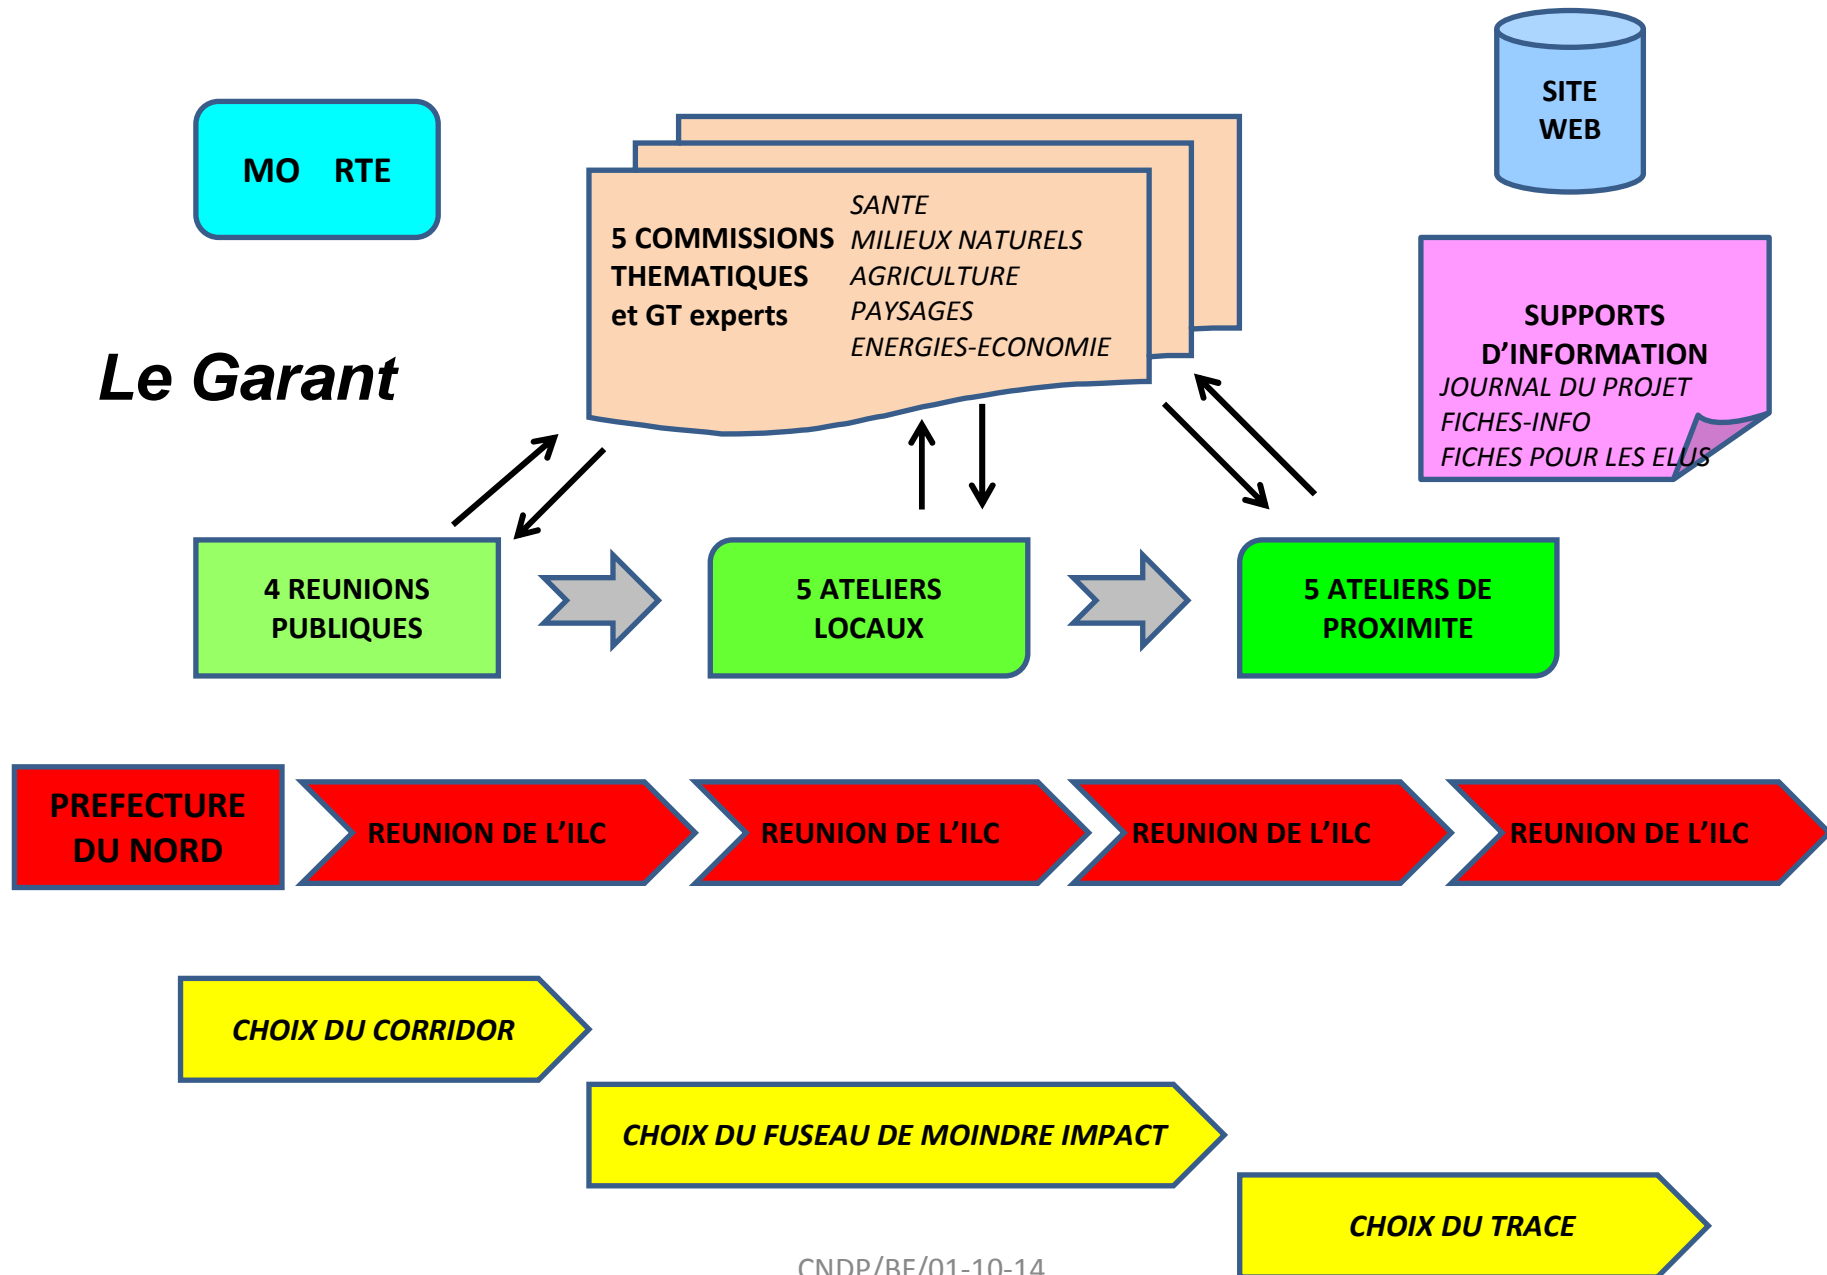 SITE
WEB
MO RTE
5 COMMISSIONS
THEMATIQUES
et GT experts
SANTE
MILIEUX NATURELS
AGRICULTURE
PAYSAGES
ENERGIES-ECONOMIE
SUPPORTS
D'INFORMATION
JOURNAL DU PROJET
FICHES-INFO
FICHES POUR LES ELUS
Le Garant
4 REUNIONS
PUBLIQUES
5 ATELIERS
LOCAUX
5 ATELIERS DE
PROXIMITE
PREFECTURE
DU NORD
REUNION DE L'ILC
REUNION DE L'ILC
REUNION DE L'ILC
REUNION DE L'ILC
CHOIX DU CORRIDOR
CHOIX DU FUSEAU DE MOINDRE IMPACT
CHOIX DU TRACE
CNDP/BE/01-10-14